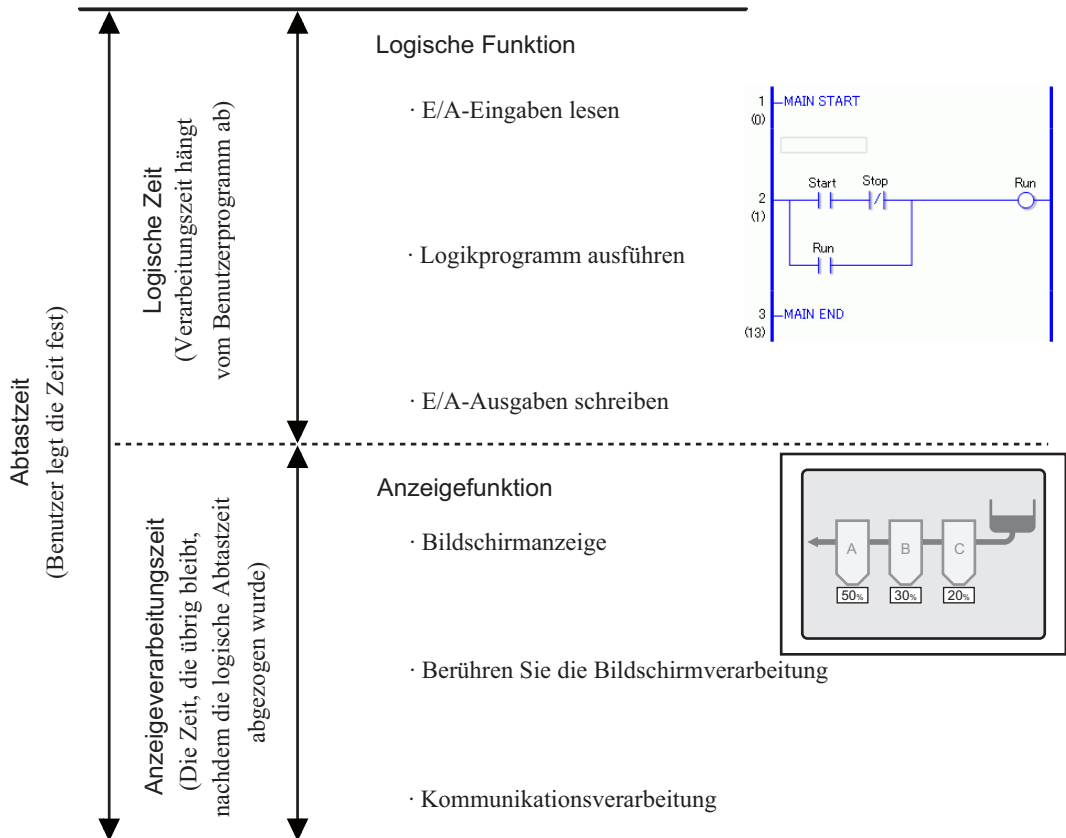 Abtastzeit
(Benutzer legt die Zeit fest)
Logische Zeit
(Verarbeitungszeit hängt
vom Benutzerprogramm ab)
Logische Funktion
· E/A-Eingaben lesen
· Logikprogramm ausführen
· E/A-Ausgaben schreiben
1
(0)
MAIN START
Start
Stop
Run
2
(1)
Run
3
(13)
MAIN END
Anzeigeverarbeitungszeit
(Die Zeit, die übrig bleibt,
nachdem die logische Abtastzeit
abgezogen wurde)
Anzeigefunktion
· Bildschirmanzeige
· Berühren Sie die Bildschirmverarbeitung
· Kommunikationsverarbeitung
A
B
C
50%
30%
20%